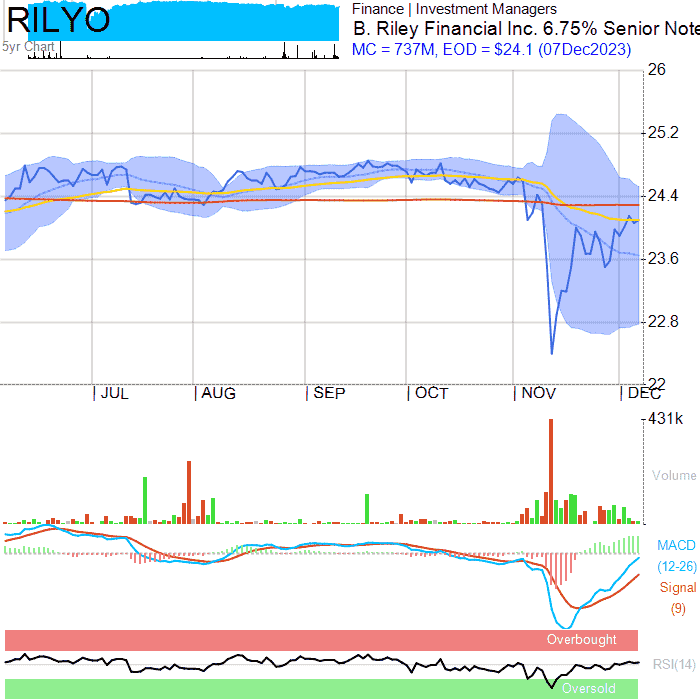 RILYO
Finance | Investment Managers
B. Riley Financial Inc. 6.75% Senior Note
5yr Chart
MC = 737M, EOD = $24.1 (07Dec2023)
26
25.2
24.4
23.6
22.8
22
JUL AUG SEP OCT NOV DEC
431k
Volume
MACD
(12-26)
Signal
(9)
Overbought
RSI(14)
Oversold